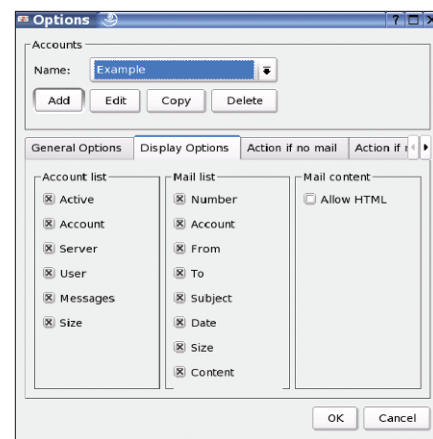 Options
Accounts
Name: Example
Add Edit Copy Delete
General Options Display Options Action if no mail Action if
Account list Mail list Mail content
Active Number Allow HTML
Account Account
Server From
User To
Messages Subject
Size Date
Size
Content
OK Cancel